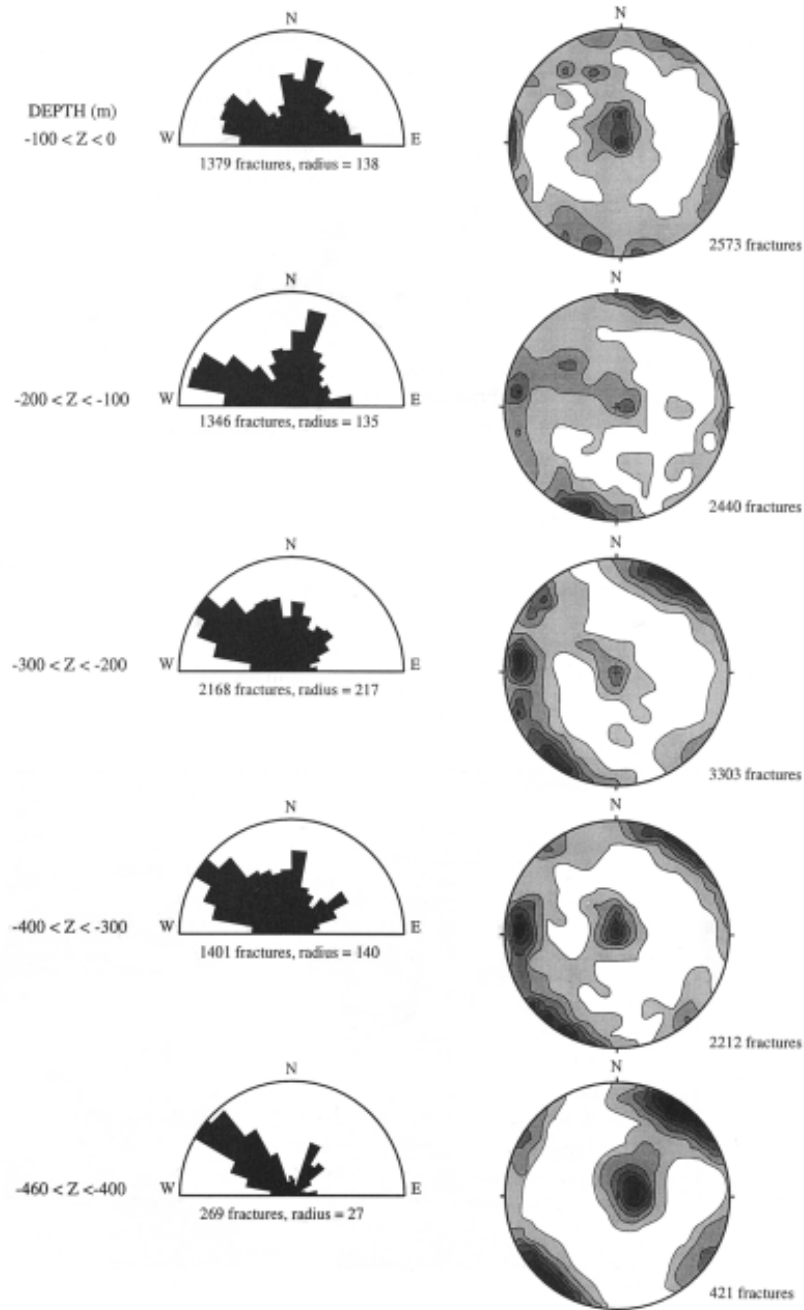 N
N
DEPTH (m)
-100 < Z < 0
W
E
1379 fractures, radius = 138
2573 fractures
N
N
-200 < Z < -100
W
E
1346 fractures, radius = 135
2440 fractures
N
N
-300 < Z < -200
W
E
2168 fractures, radius = 217
3303 fractures
N
N
-400 < Z < -300
W
E
1401 fractures, radius = 140
2212 fractures
N
N
-460 < Z <-400
W
E
269 fractures, radius = 27
421 fractures